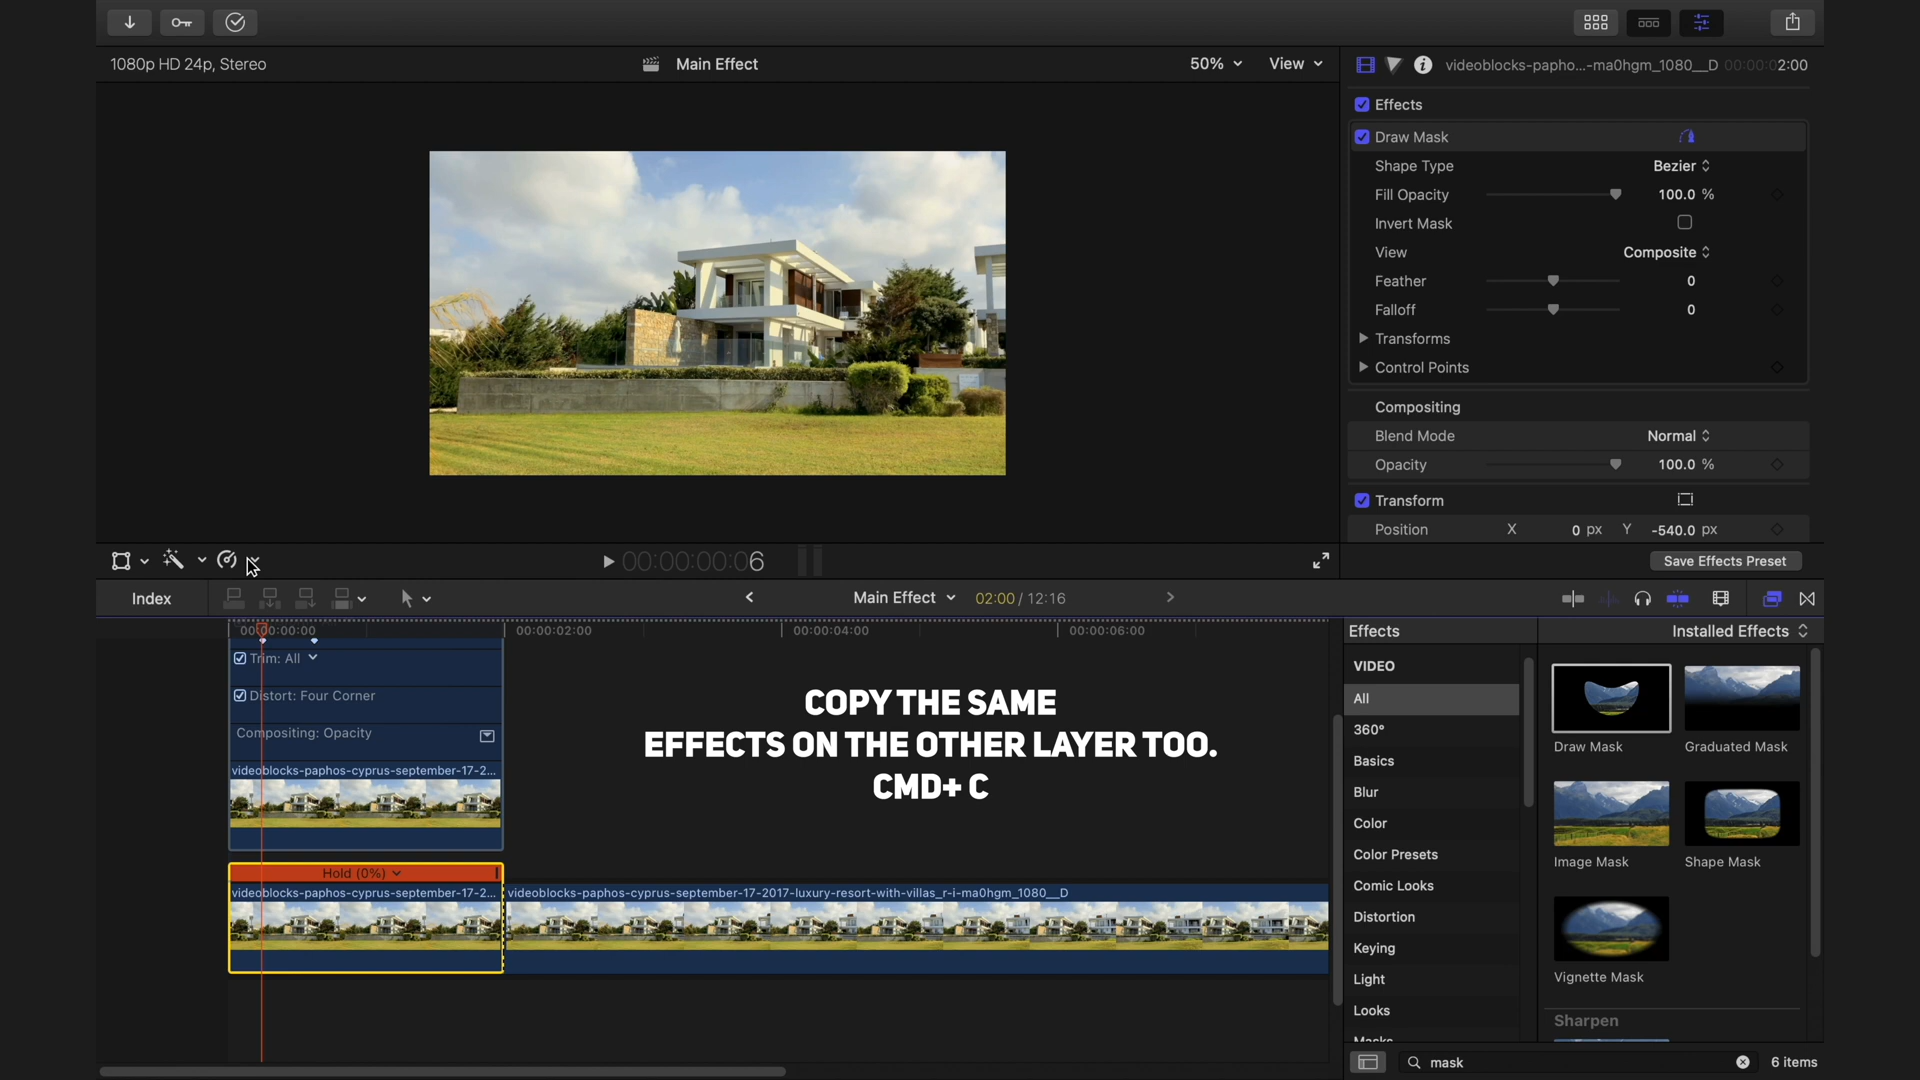 1080p HD 24p, Stereo
Main Effect
50%
View
videoblocks-papho...-ma0hgm_1080__D
00:00:02:00
Effects
Draw Mask
Shape Type
Bezier
Fill Opacity
100.0 %
Invert Mask
View
Composite
Feather
0
Falloff
0
Transforms
Control Points
Compositing
Blend Mode
Normal
Opacity
100.0 %
Transform
Position X 0 px Y -540.0 px
00:00:00:06
Save Effects Preset
Index
Main Effect
02:00 / 12:16
00:00:00:00
00:00:02:00
00:00:04:00
00:00:06:00
Trim: All
Distort: Four Corner
Compositing: Opacity
videoblocks-paphos-cyprus-september-17-2...
COPY THE SAME
EFFECTS ON THE OTHER LAYER TOO.
CMD+ C
Hold (0%)
videoblocks-paphos-cyprus-september-17-2...
videoblocks-paphos-cyprus-september-17-2017-luxury-resort-with-villas_r-i-ma0hgm_1080__D
Effects
Installed Effects
VIDEO
All
360°
Basics
Blur
Color
Color Presets
Comic Looks
Distortion
Keying
Light
Looks
Masks
Draw Mask
Graduated Mask
Image Mask
Shape Mask
Vignette Mask
Sharpen
mask
6 items